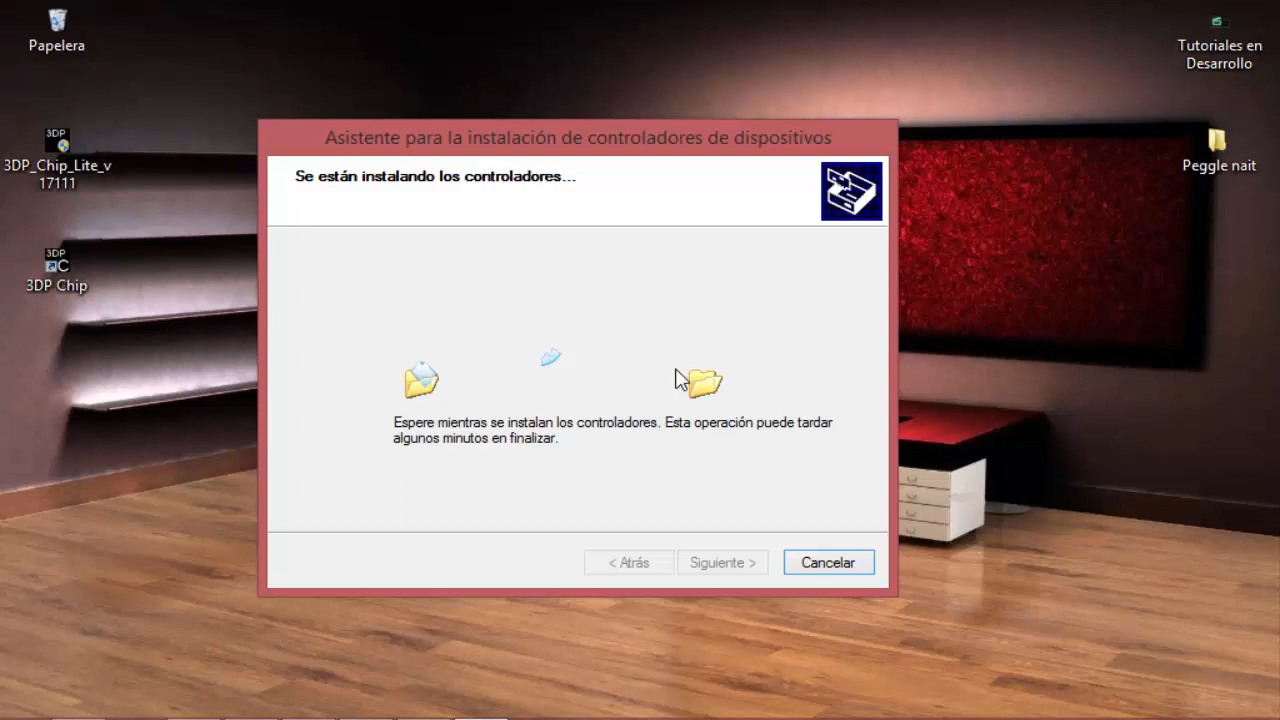 Papelera
3DP
3DP_Chip_Lite_v
17111
3DP
C
3DP Chip
Tutoriales en
Desarrollo
Peggle nait
Asistente para la instalación de controladores de dispositivos
Se están instalando los controladores...
Espere mientras se instalan los controladores. Esta operación puede tardar
algunos minutos en finalizar.
< Atrás
Siguiente >
Cancelar